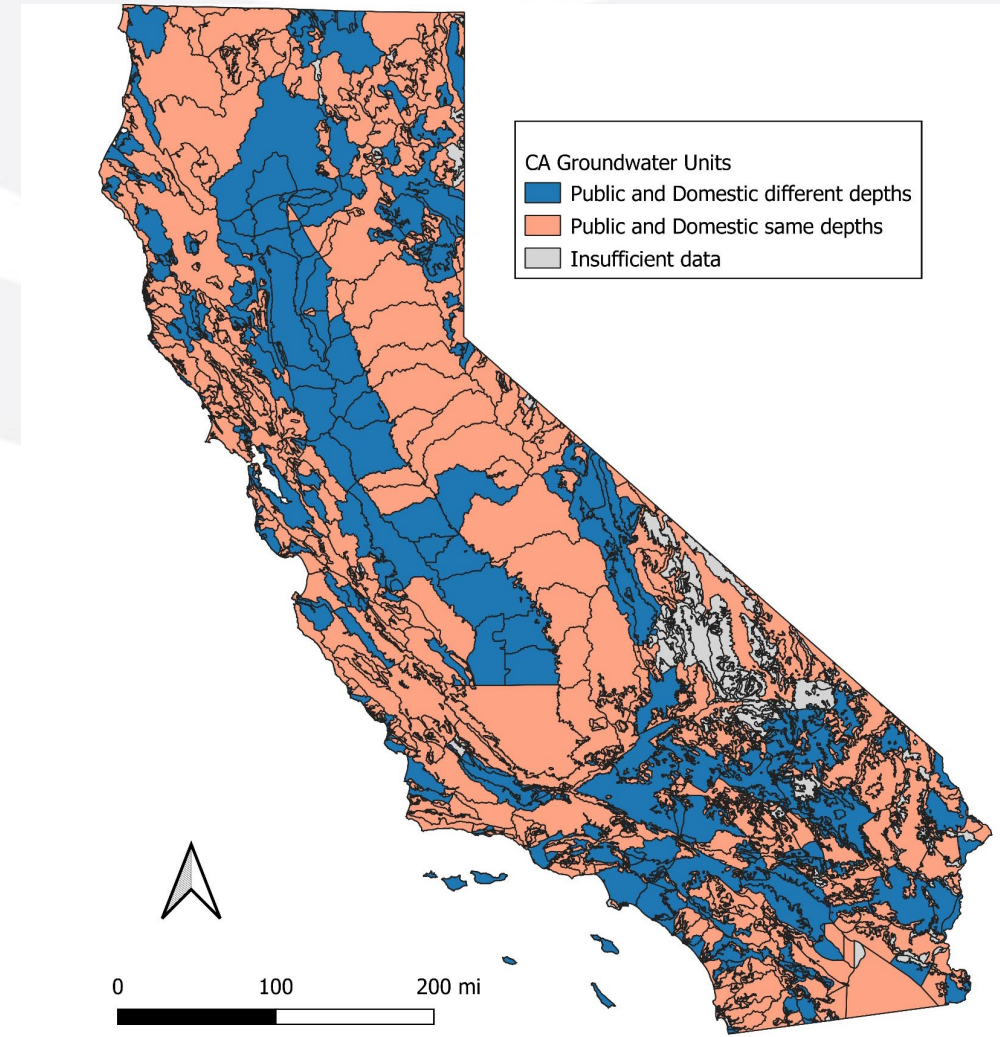 CA Groundwater Units
Public and Domestic different depths
Public and Domestic same depths
Insufficient data
0 100 200 mi